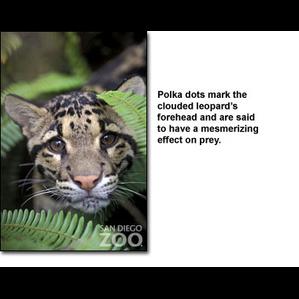 Polka dots mark the
clouded leopard's
forehead and are said
to have a mesmerizing
effect on prey.
SAN DIEGO
ZOO